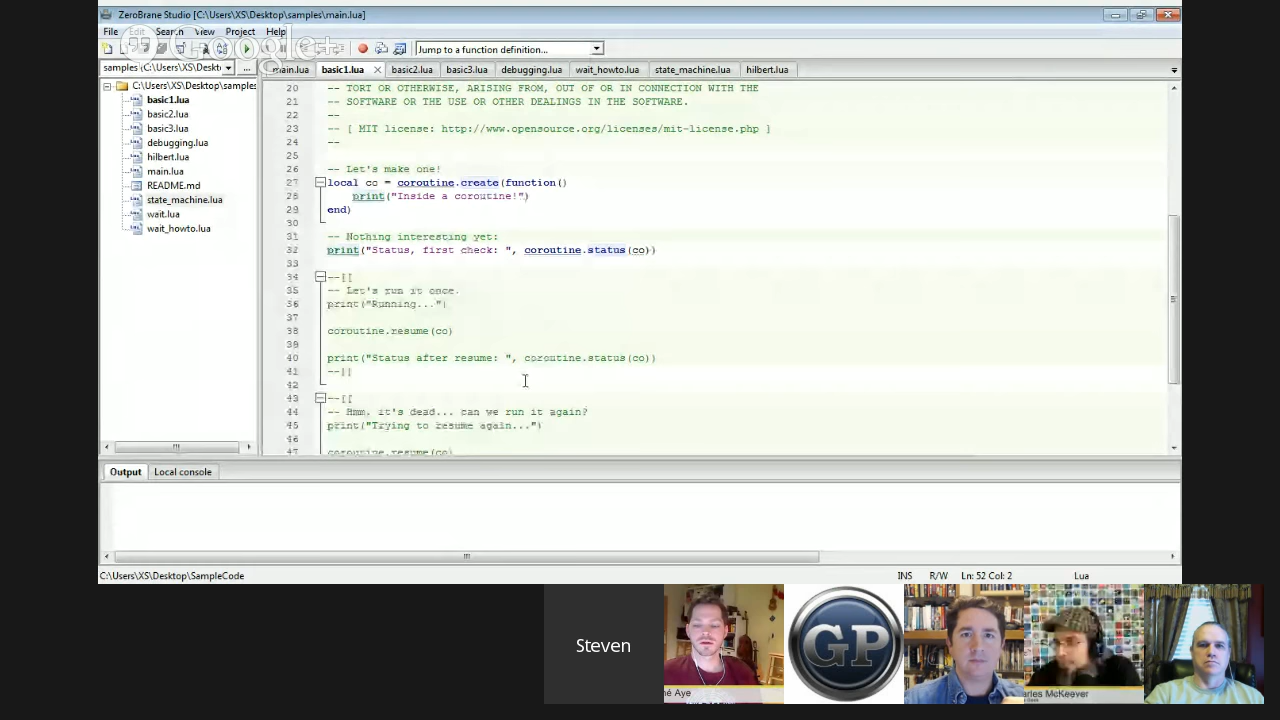 ZeroBrane Studio [C:\Users\XS\Desktop\samples\main.lua]
File Edit Search View Project Help
Google+
Jump to a function definition...
samples (C:\Users\XS\Desktop\ ...
main.lua basic1.lua basic2.lua basic3.lua debugging.lua wait_howto.lua state_machine.lua hilbert.lua
C:\Users\XS\Desktop\samples
basic1.lua
basic2.lua
basic3.lua
debugging.lua
hilbert.lua
main.lua
README.md
state_machine.lua
wait.lua
wait_howto.lua
20 -- TORT OR OTHERWISE, ARISING FROM, OUT OF OR IN CONNECTION WITH THE
21 -- SOFTWARE OR THE USE OR OTHER DEALINGS IN THE SOFTWARE.
22 --
23 -- [ MIT license: http://www.opensource.org/licenses/mit-license.php ]
24 --
25
26 -- Let's make one!
27 local co = coroutine.create(function()
28 print("Inside a coroutine!")
29 end)
30
31 -- Nothing interesting yet:
32 print("Status, first check: ", coroutine.status(co))
33
34 --[[
35 -- Let's run it once.
36 print("Running...")
37
38 coroutine.resume(co)
39
40 print("Status after resume: ", coroutine.status(co))
41 --]]
42
43 --[[
44 -- Hmm, it's dead... can we run it again?
45 print("Trying to resume again...")
46
47 coroutine.resume(co)
Output Local console
C:\Users\XS\Desktop\SampleCode INS R/W Ln: 52 Col: 2 Lua
Steven
GP
né Aye
arles McKeever